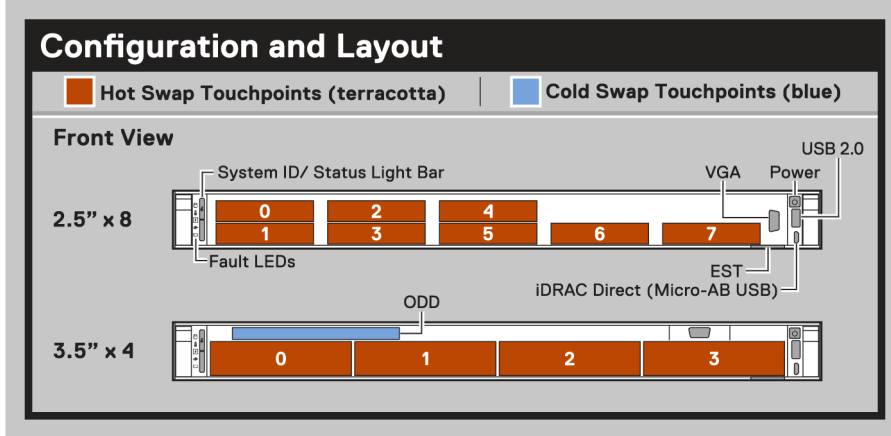 Configuration and Layout
Hot Swap Touchpoints (terracotta)
Cold Swap Touchpoints (blue)
Front View
USB 2.0
System ID/ Status Light Bar
VGA
Power
2.5” x 8
0
2
4
1
3
5
6
7
Fault LEDs
EST
iDRAC Direct (Micro-AB USB)
ODD
3.5” x 4
0
1
2
3